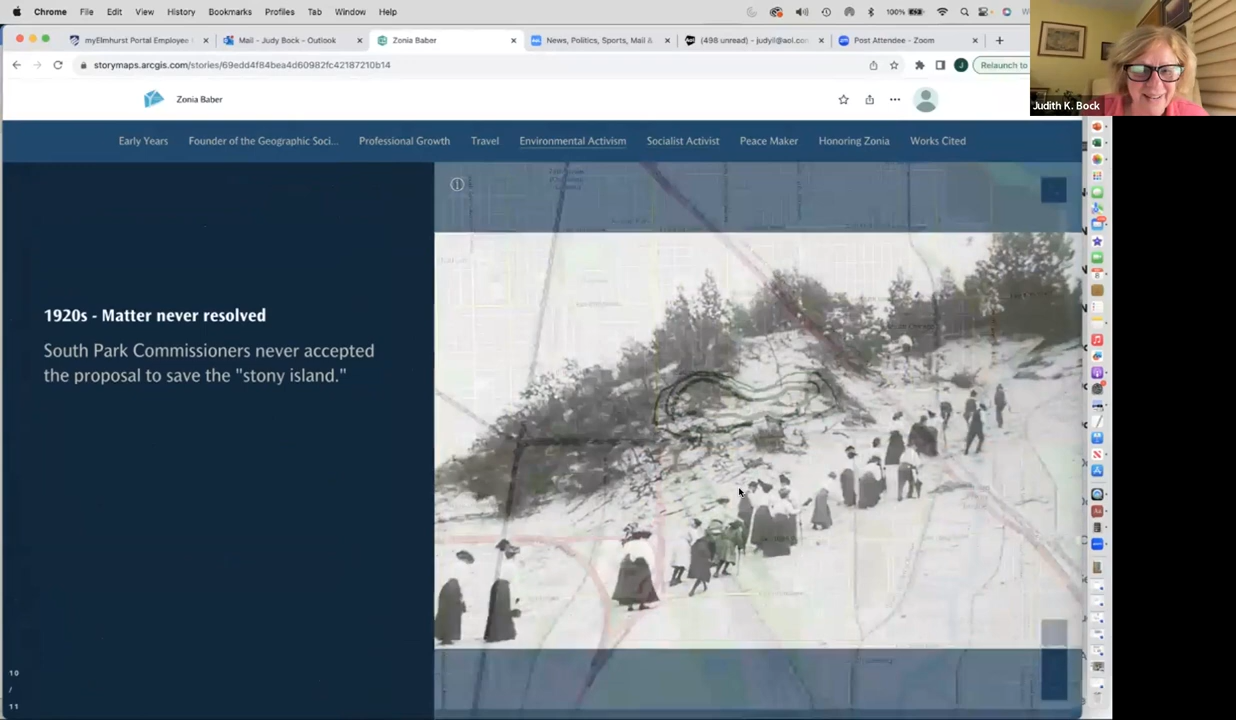 Chrome File Edit View History Bookmarks Profiles Tab Window Help 100%
myElmhurst Portal Employee Mail - Judy Bock - Outlook Zonia Baber News, Politics, Sports, Mail & (498 unread) - judyil@aol.com Post Attendee - Zoom
storymaps.arcgis.com/stories/69edd4f84bea4d60982fc42187210b14 J Relaunch to
Judith K. Bock
Zonia Baber
Early Years Founder of the Geographic Soci... Professional Growth Travel Environmental Activism Socialist Activist Peace Maker Honoring Zonia Works Cited
1920s - Matter never resolved
South Park Commissioners never accepted
the proposal to save the "stony island."
10
/
11